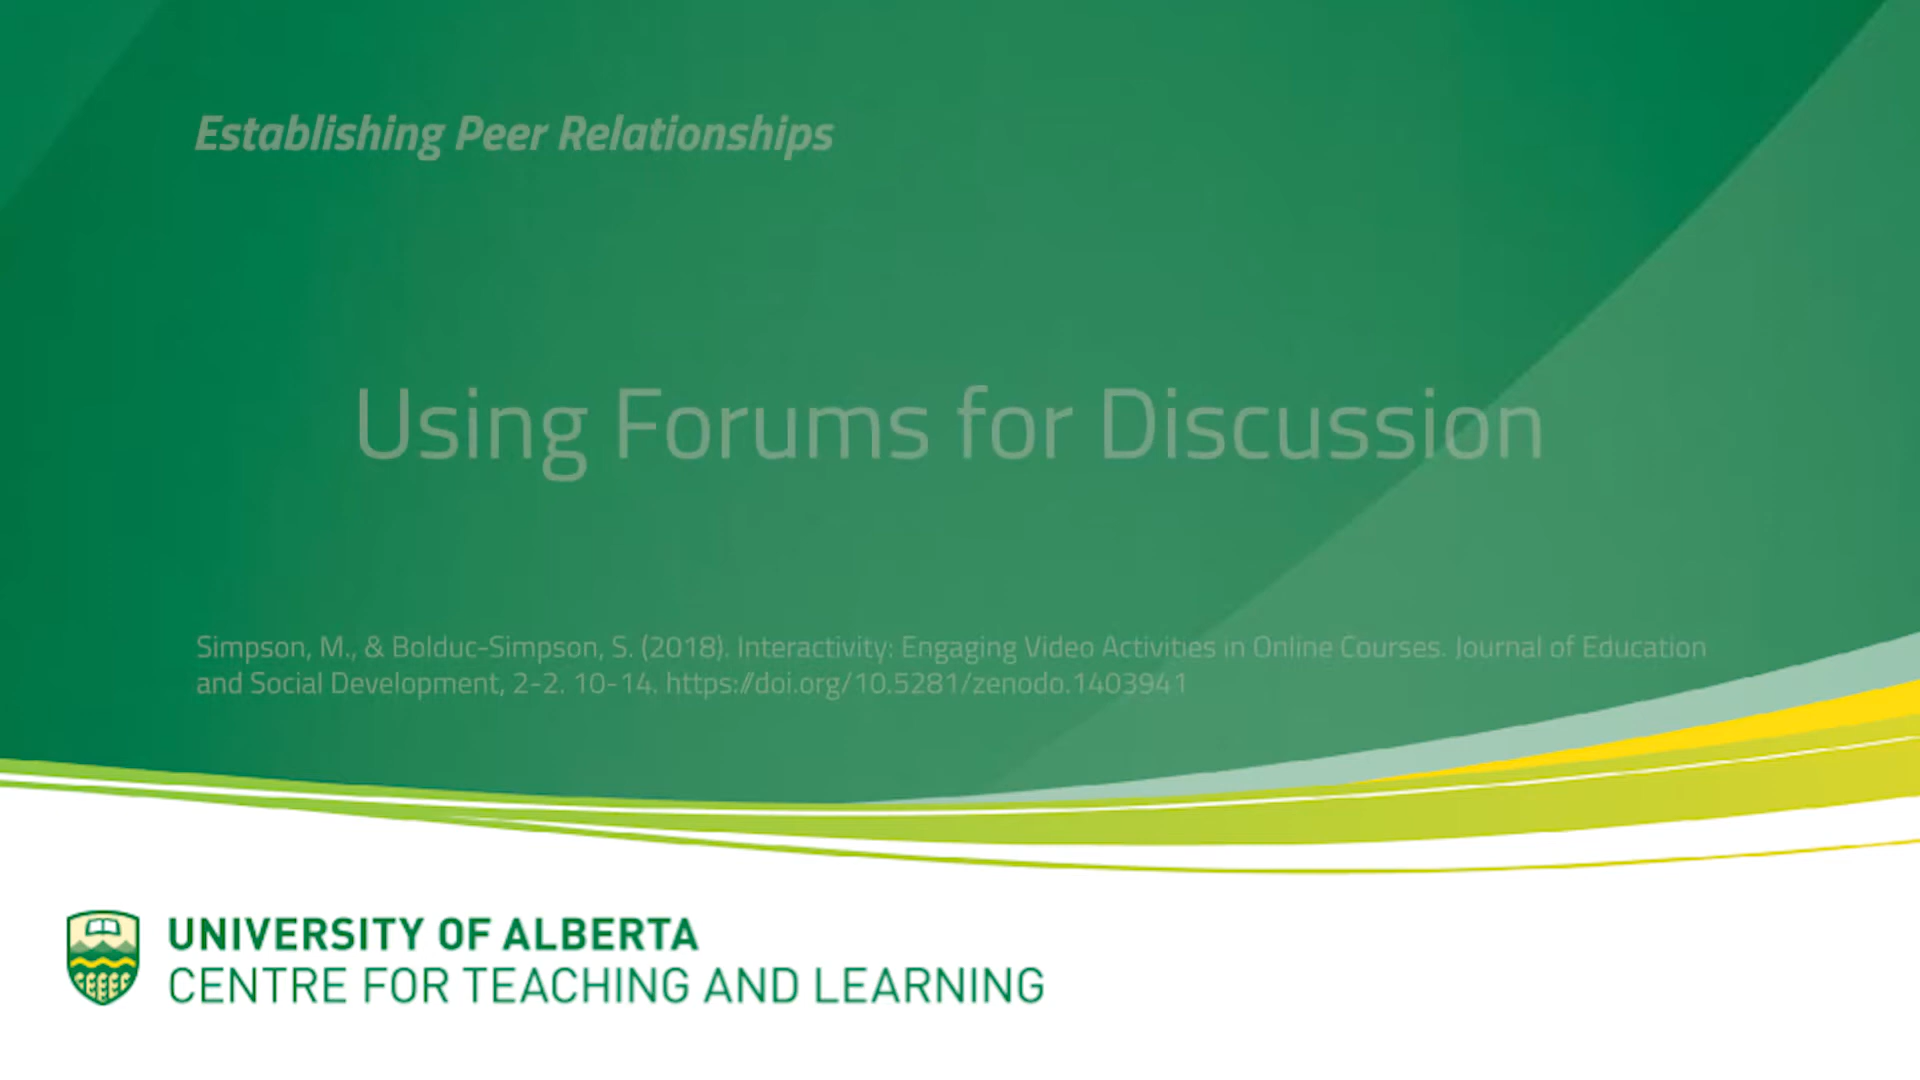 Establishing Peer Relationships
Using Forums for Discussion
Simpson, M., & Bolduc-Simpson, S. (2018). Interactivity: Engaging Video Activities in Online Courses. Journal of Education
and Social Development, 2-2. 10-14. https://doi.org/10.5281/zenodo.1403941
UNIVERSITY OF ALBERTA
CENTRE FOR TEACHING AND LEARNING